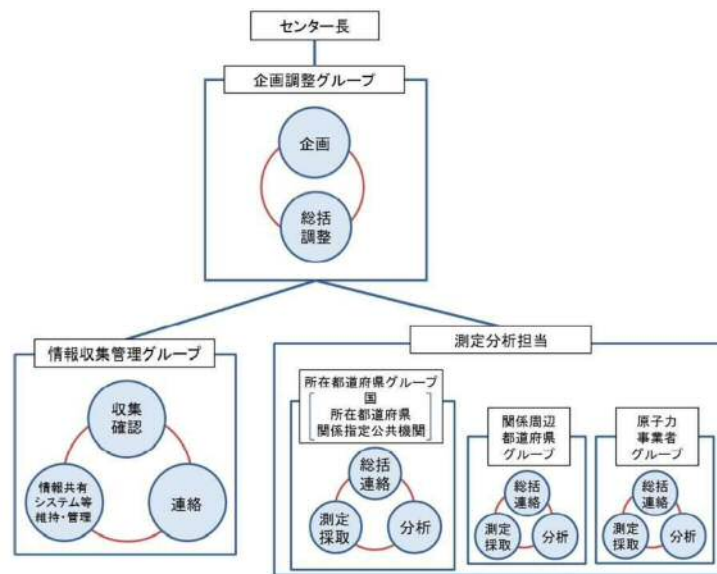 センター長
企画調整グループ
企画
総括
調整
情報収集管理グループ
収集
確認
情報共有
システム等
維持・管理
連絡
測定分析担当
所在都道府県グループ
国
所在都道府県
関係指定公共機関
総括
連絡
測定
採取
分析
関係周辺
都道府県
グループ
総括
連絡
測定
採取
分析
原子力
事業者
グループ
総括
連絡
測定
採取
分析